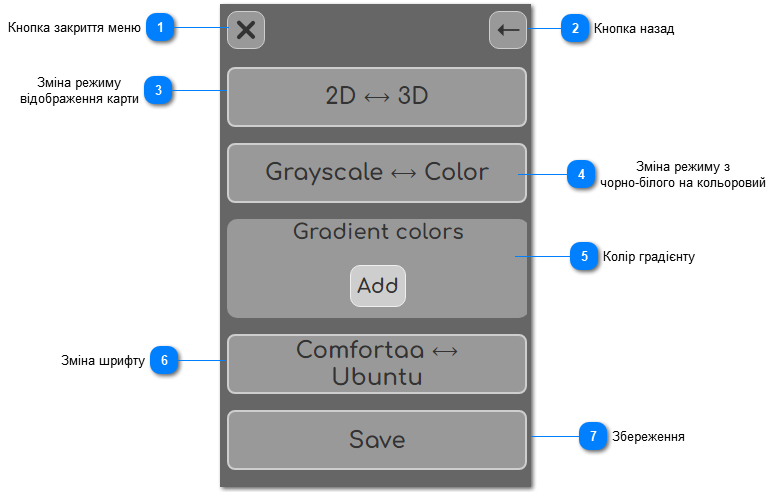 Кнопка закриття меню
1
2
Кнопка назад
Зміна режиму
відображення карти
3
2D ↔ 3D
Grayscale ↔ Color
4
Зміна режиму з
чорно-білого на кольоровий
Gradient colors
Add
5
Колір градієнту
Зміна шрифту
6
Comfortaa ↔
Ubuntu
Save
7
Збереження